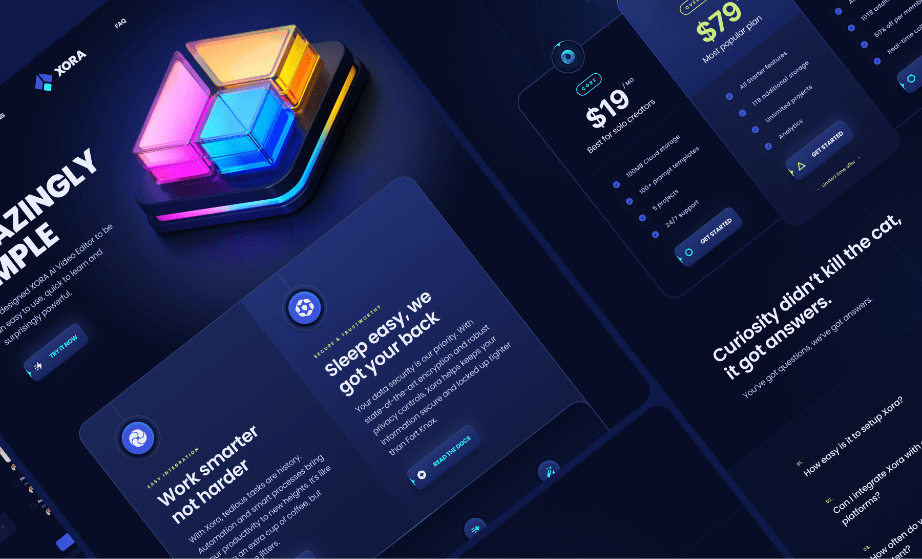 FAQ
XORA
AZINGLY
MPLE
designed XORA AI Video Editor to be
an easy to use, quick to learn and
surprisingly powerful.
TRY IT NOW
SECURE & TRUSTWORTHY
Sleep easy, we
got your back
Your data security is our priority. With
state-of-the-art encryption and robust
privacy controls. Xora helps keeps your
information secure and locked up tighter
than Fort Knox.
READ THE DOCS
EASY INTEGRATION
Work smarter
not harder
With Xora, tedious tasks are history.
Automation and smart processes bring
your productivity to new heights. It's like
an extra cup of coffee, but
jitters.
CORE
$19 /MO
Best for solo creators
100MB Cloud storage
100+ prompt templates
5 projects
24/7 support
GET STARTED
$79
Most popular plan
All Starter features
1TB additional storage
Unlimited projects
Analytics
GET STARTED
- Limited time offer -
10TB
50% off per
Real-time
Curiosity didn't kill the cat,
it got answers.
You've got questions, we've got answers.
01.
How easy is it to setup Xora?
02.
Can I integrate Xora with
platforms?
How often do